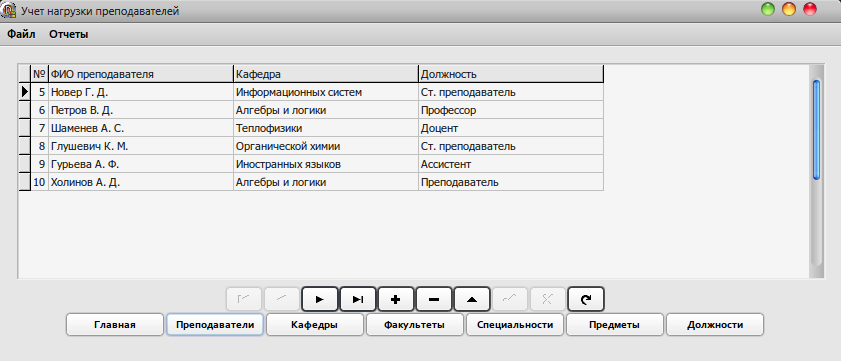 Учет нагрузки преподавателей
Файл Отчеты
№ ФИО преподавателя Кафедра Должность
5 Новер Г. Д. Информационных систем Ст. преподаватель
6 Петров В. Д. Алгебры и логики Профессор
7 Шаменев А. С. Теплофизики Доцент
8 Глушевич К. М. Органической химии Ст. преподаватель
9 Гурьева А. Ф. Иностранных языков Ассистент
10 Холинов А. Д. Алгебры и логики Преподаватель
Главная Преподаватели Кафедры Факультеты Специальности Предметы Должности